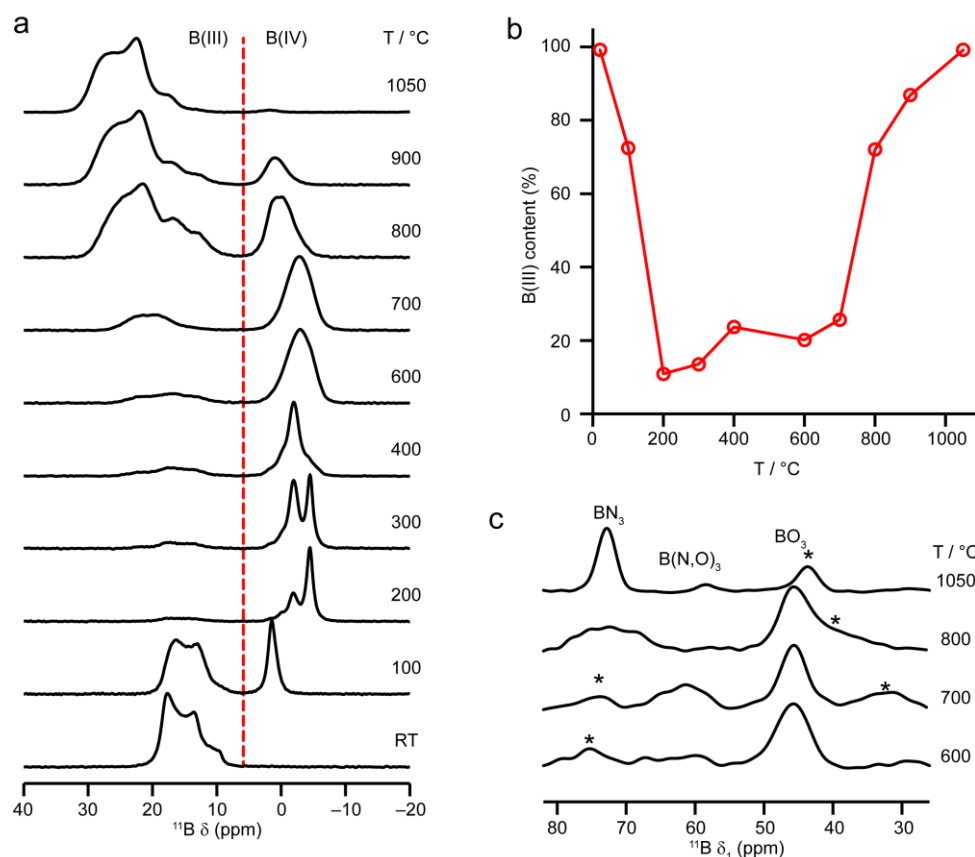 a
B(III) B(IV) T / °C
1050
900
800
700
600
400
300
200
100
RT
40 30 20 10 0 –10 –20
¹¹B δ (ppm)
b
100
80
60
40
20
0
B(III) content (%)
0 200 400 600 800 1000
T / °C
c
BN₃
B(N,O)₃
BO₃
T / °C
* 1050
* 800
* * 700
* 600
80 70 60 50 40 30
¹¹B δ₁ (ppm)